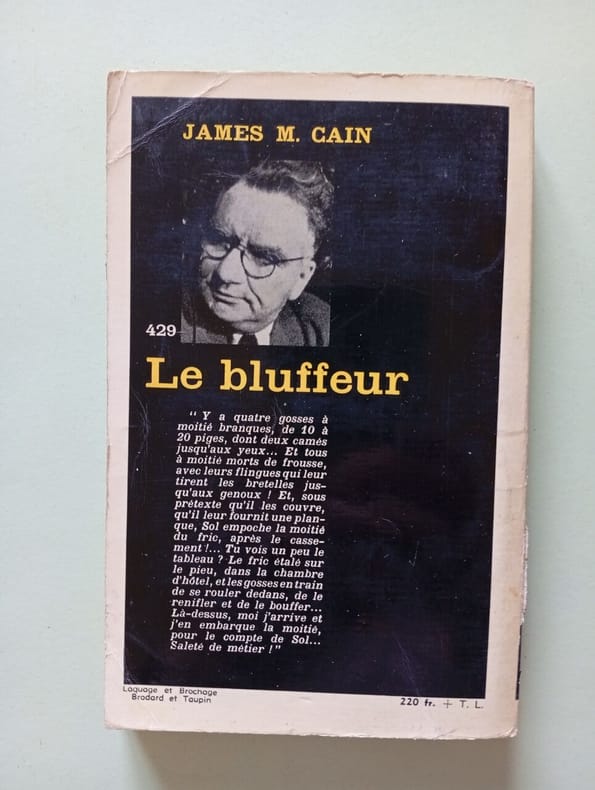 JAMES M. CAIN
429
Le bluffeur
“ Y a quatre gosses à
moitié branques, de 10 à
20 piges, dont deux camés
jusqu'aux yeux... Et tous
à moitié morts de frousse,
avec leurs flingues qui leur
tirent les bretelles jus-
qu'aux genoux ! Et, sous
prétexte qu'il les couvre,
qu'il leur fournit une plan-
que, Sol empoche la moitié
du fric, après le casse-
ment !... Tu vois un peu le
tableau ? Le fric étalé sur
le pieu, dans la chambre
d'hôtel, et les gosses en train
de se rouler dedans, de le
renifler et de le bouffer...
Là-dessus, moi j'arrive et
j'en embarque la moitié,
pour le compte de Sol...
Saleté de métier !”
Laquage et Brochage
Brodard et Taupin
220 fr. + T. L.